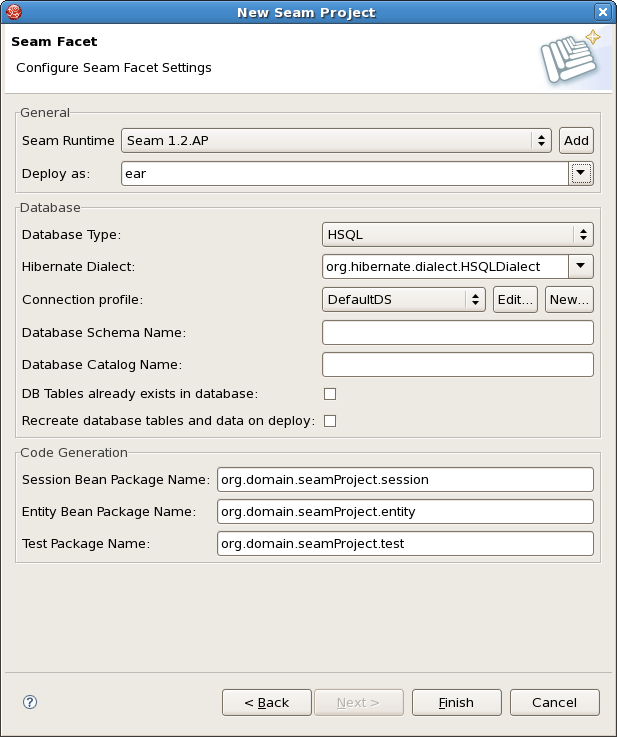 New Seam Project
Seam Facet
Configure Seam Facet Settings
General
Seam Runtime Seam 1.2.AP Add
Deploy as: ear
Database
Database Type: HSQL
Hibernate Dialect: org.hibernate.dialect.HSQLDialect
Connection profile: DefaultDS Edit... New...
Database Schema Name:
Database Catalog Name:
DB Tables already exists in database:
Recreate database tables and data on deploy:
Code Generation
Session Bean Package Name: org.domain.seamProject.session
Entity Bean Package Name: org.domain.seamProject.entity
Test Package Name: org.domain.seamProject.test
? < Back Next > Finish Cancel